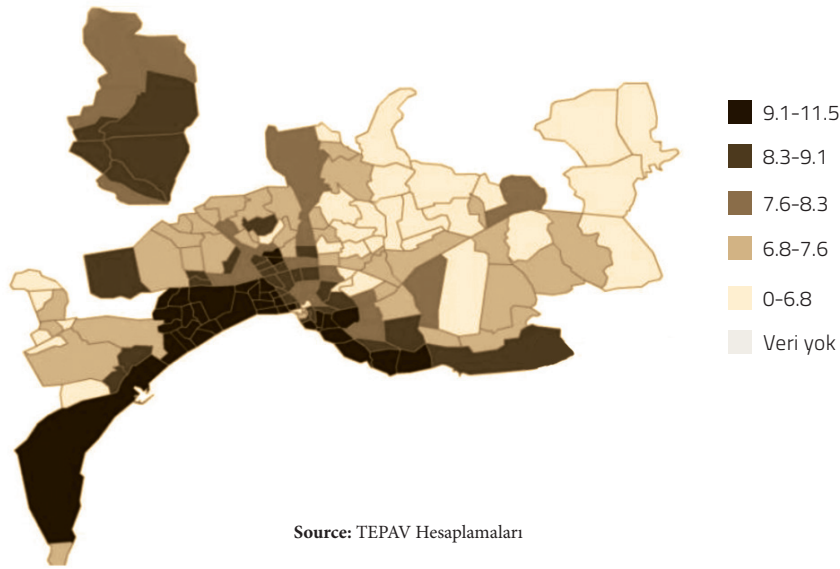 9.1-11.5
8.3-9.1
7.6-8.3
6.8-7.6
0-6.8
Veri yok
Source: TEPAV Hesaplamaları